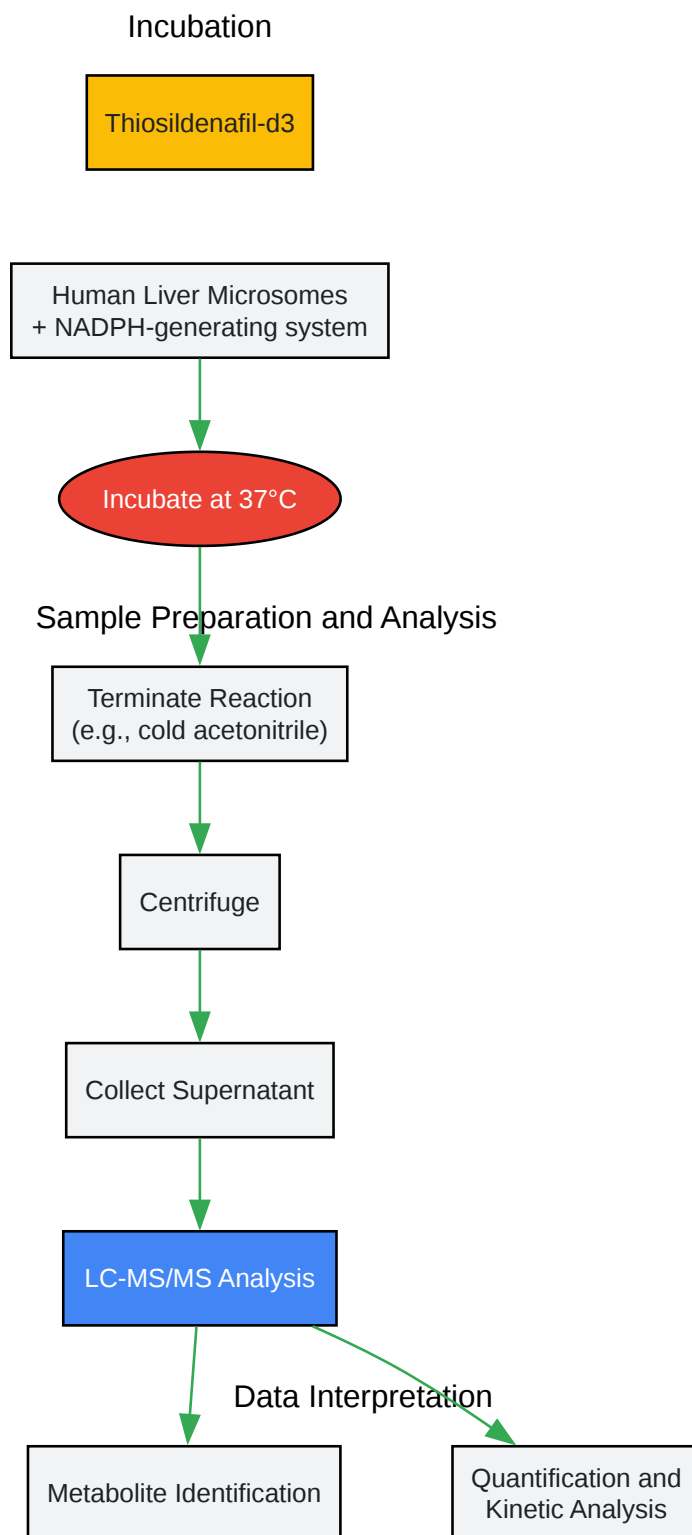 Incubation
Thiosildenafil-d3
Human Liver Microsomes
+ NADPH-generating system
Incubate at 37°C
Sample Preparation and Analysis
Terminate Reaction
(e.g., cold acetonitrile)
Centrifuge
Collect Supernatant
LC-MS/MS Analysis
Data Interpretation
Metabolite Identification
Quantification and
Kinetic Analysis